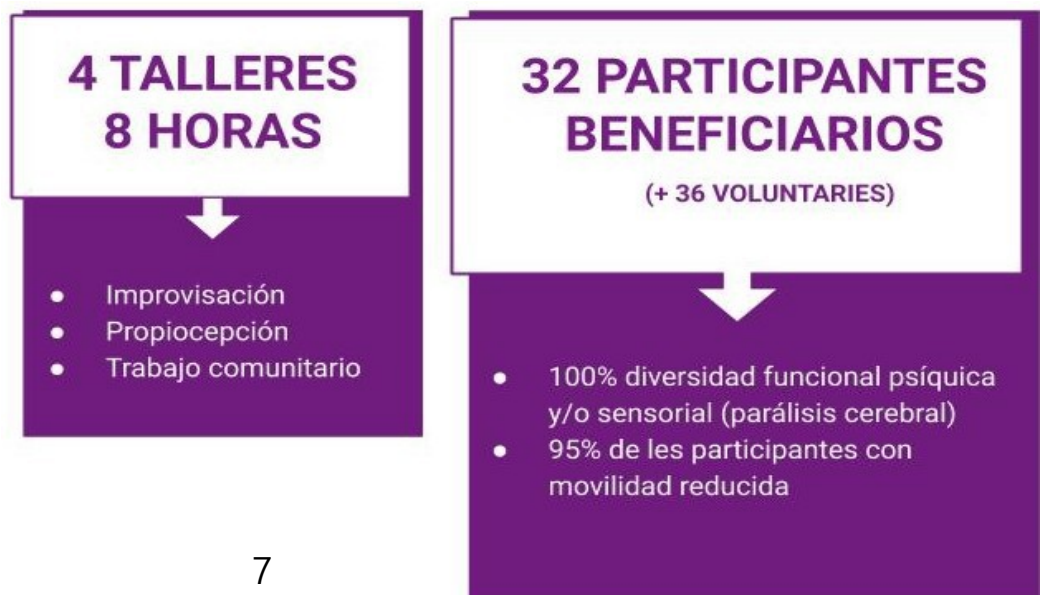 4 TALLERES
8 HORAS
● Improvisación
● Propiocepción
● Trabajo comunitario
32 PARTICIPANTES
BENEFICIARIOS
(+ 36 VOLUNTARIES)
● 100% diversidad funcional psíquica
y/o sensorial (parálisis cerebral)
● 95% de les participantes con
movilidad reducida
7